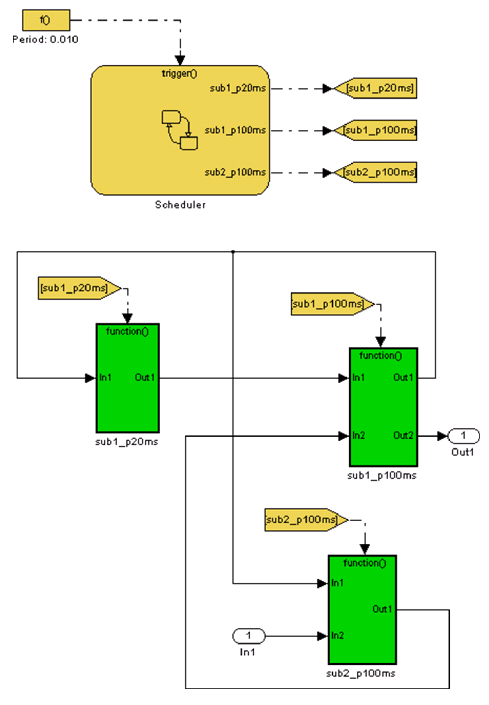 f()
Period: 0.010
trigger()
sub1_p20ms
[sub1_p20ms]
sub1_p100ms
[sub1_p100ms]
sub2_p100ms
[sub2_p100ms]
Scheduler
[sub1_p20ms]
[sub1_p100ms]
function()
In1
Out1
sub1_p20ms
function()
In1
Out1
In2
Out2
sub1_p100ms
1
Out1
[sub2_p100ms]
function()
In1
Out1
In2
sub2_p100ms
1
In1